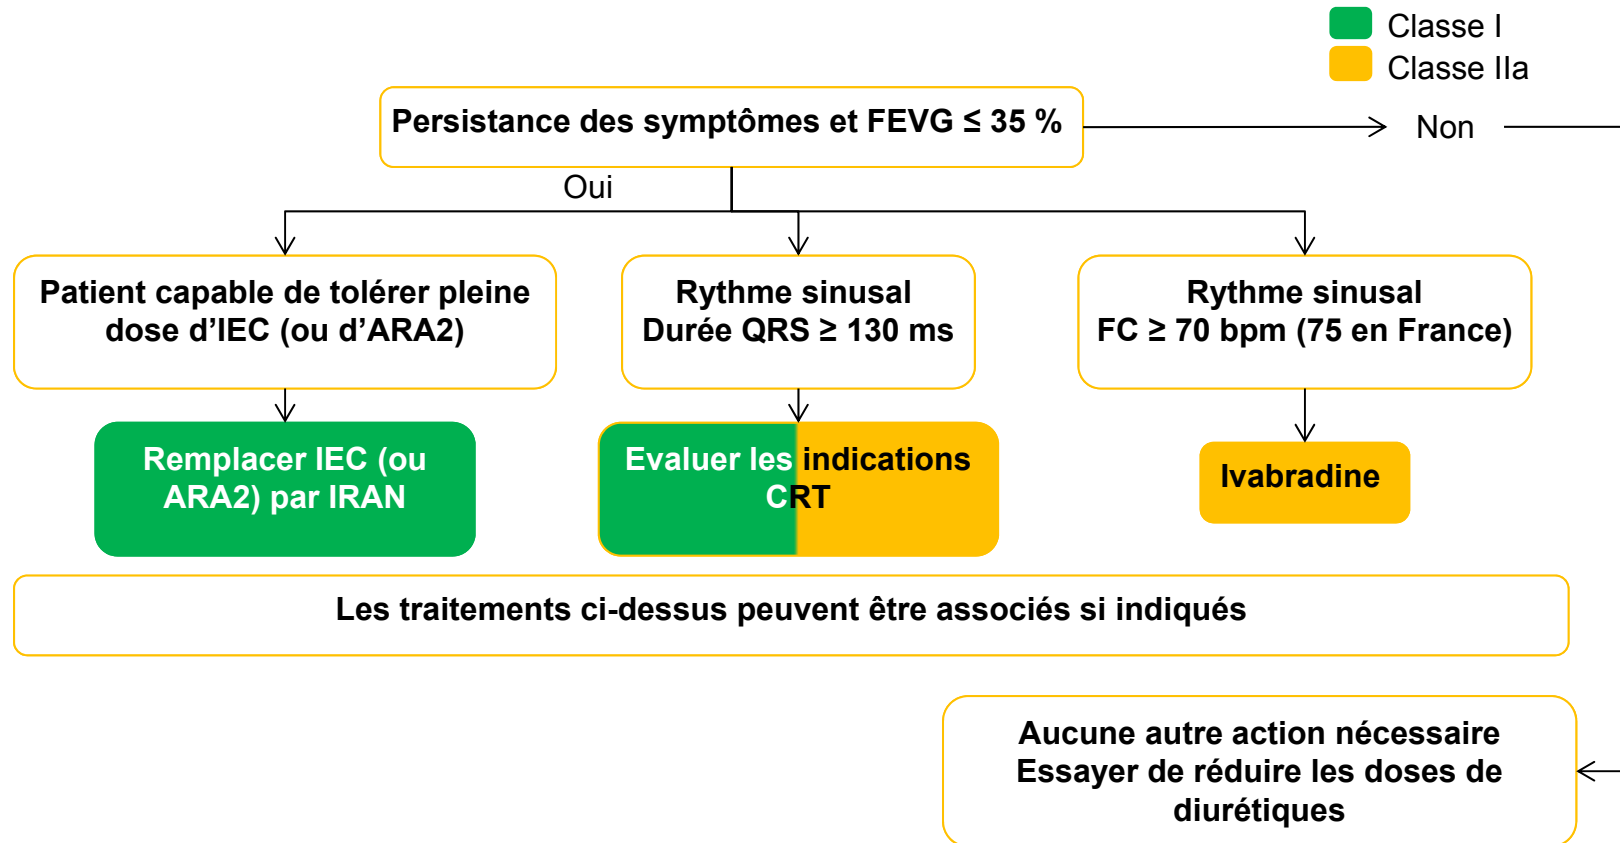 Classe I
Classe IIa
Persistance des symptômes et FEVG ≤ 35 %
Non
Oui
Patient capable de tolérer pleine
dose d’IEC (ou d’ARA2)
Rythme sinusal
Durée QRS ≥ 130 ms
Rythme sinusal
FC ≥ 70 bpm (75 en France)
Remplacer IEC (ou
ARA2) par IRAN
Evaluer les indications
CRT
Ivabradine
Les traitements ci-dessus peuvent être associés si indiqués
Aucune autre action nécessaire
Essayer de réduire les doses de
diurétiques